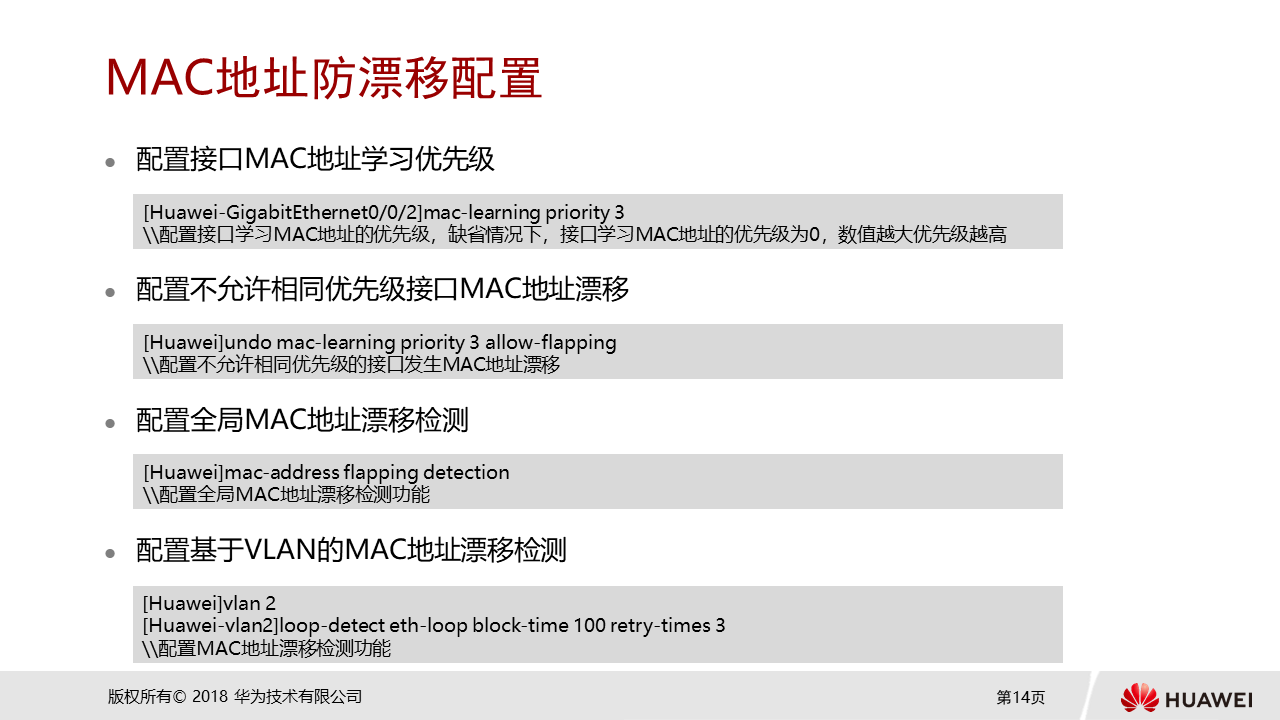 MAC地址防漂移配置
配置接口MAC地址学习优先级
[Huawei-GigabitEthernet0/0/2]mac-learning priority 3
\\配置接口学习MAC地址的优先级，缺省情况下，接口学习MAC地址的优先级为0，数值越大优先级越高
配置不允许相同优先级接口MAC地址漂移
[Huawei]undo mac-learning priority 3 allow-flapping
\\配置不允许相同优先级的接口发生MAC地址漂移
配置全局MAC地址漂移检测
[Huawei]mac-address flapping detection
\\配置全局MAC地址漂移检测功能
配置基于VLAN的MAC地址漂移检测
[Huawei]vlan 2
[Huawei-vlan2]loop-detect eth-loop block-time 100 retry-times 3
\\配置MAC地址漂移检测功能
版权所有© 2018 华为技术有限公司
第14页
HUAWEI